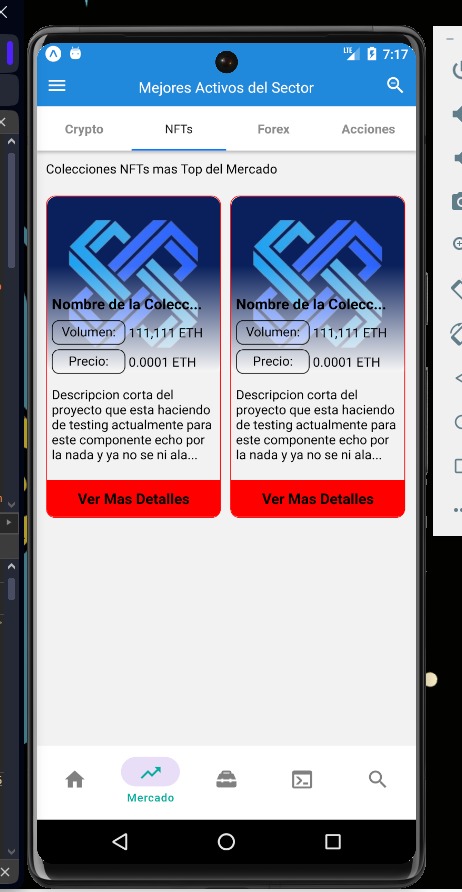 LTE 7:17
Mejores Activos del Sector
Crypto NFTs Forex Acciones
Colecciones NFTs mas Top del Mercado
Nombre de la Colecc... Nombre de la Colecc...
Volumen: 111,111 ETH Volumen: 111,111 ETH
Precio: 0.0001 ETH Precio: 0.0001 ETH
Descripcion corta del Descripcion corta del
proyecto que esta haciendo proyecto que esta haciendo
de testing actualmente para de testing actualmente para
este componente echo por este componente echo por
la nada y ya no se ni ala... la nada y ya no se ni ala...
Ver Mas Detalles Ver Mas Detalles
Mercado